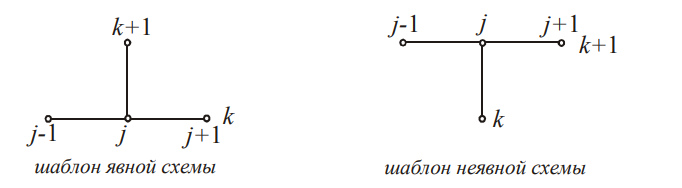 k+1
j-1 j j+1 k
шаблон явной схемы
j-1 j j+1 k+1
k
шаблон неявной схемы